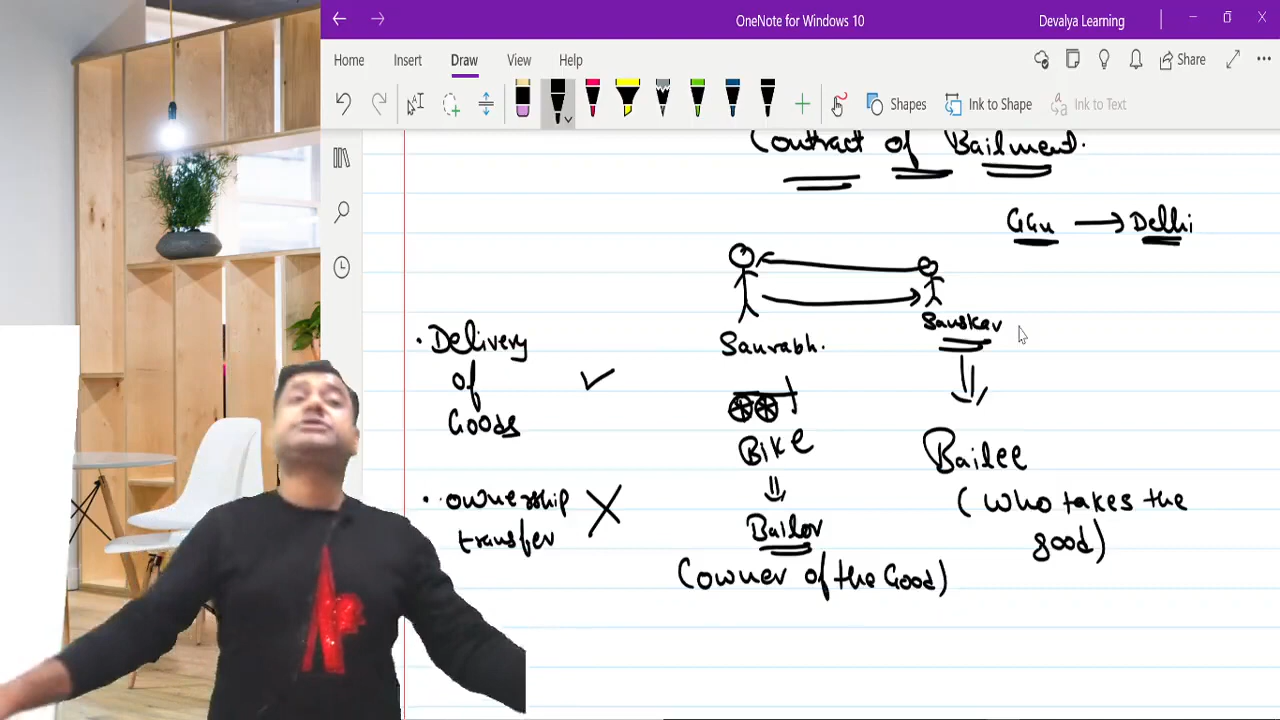 OneNote for Windows 10
Devalya Learning
Home Insert Draw View Help
Share
Shapes
Ink to Shape
Ink to Text
Contract of Bailment.
GGn → Delhi
Sanskar
Saurabh.
• Delivery
of
Goods
Bike
Bailee
(who takes the
good)
• ownership
transfer
Bailor
(owner of the Good)